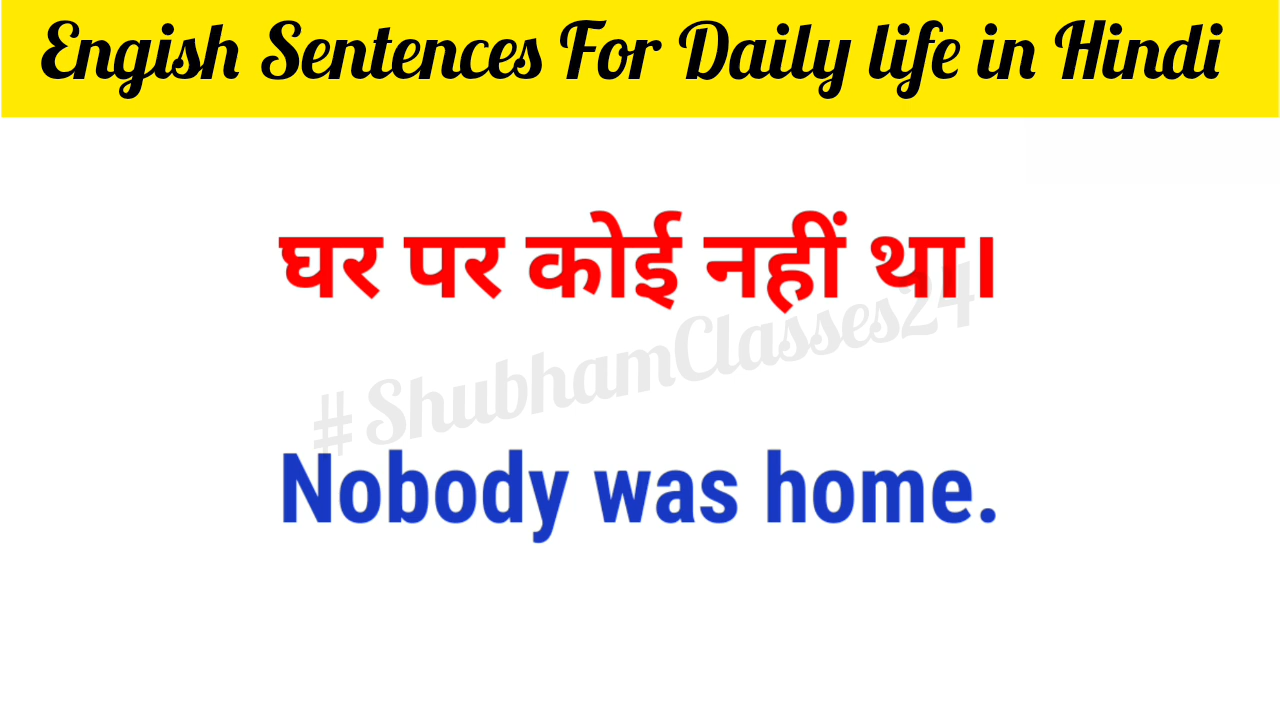 Engish Sentences For Daily life in Hindi
घर पर कोई नहीं था।
#ShubhamClasses24
Nobody was home.